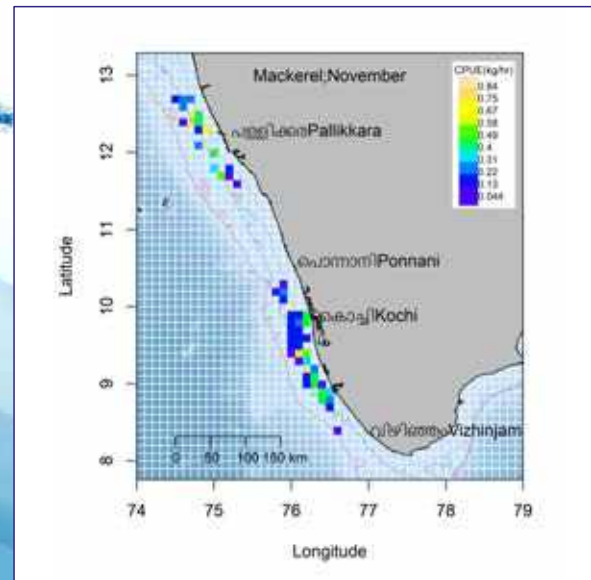 Mackerel;November
CPUE(kg/hr)
0.84
0.75
0.67
0.58
0.49
0.4
0.31
0.22
0.13
0.044
13
12
11
10
9
8
Latitude
പള്ളിക്കരPallikkara
പൊന്നാനിPonnani
കൊച്ചിKochi
വിഴിഞ്ഞംVizhinjam
0 50 100 150 km
74 75 76 77 78 79
Longitude